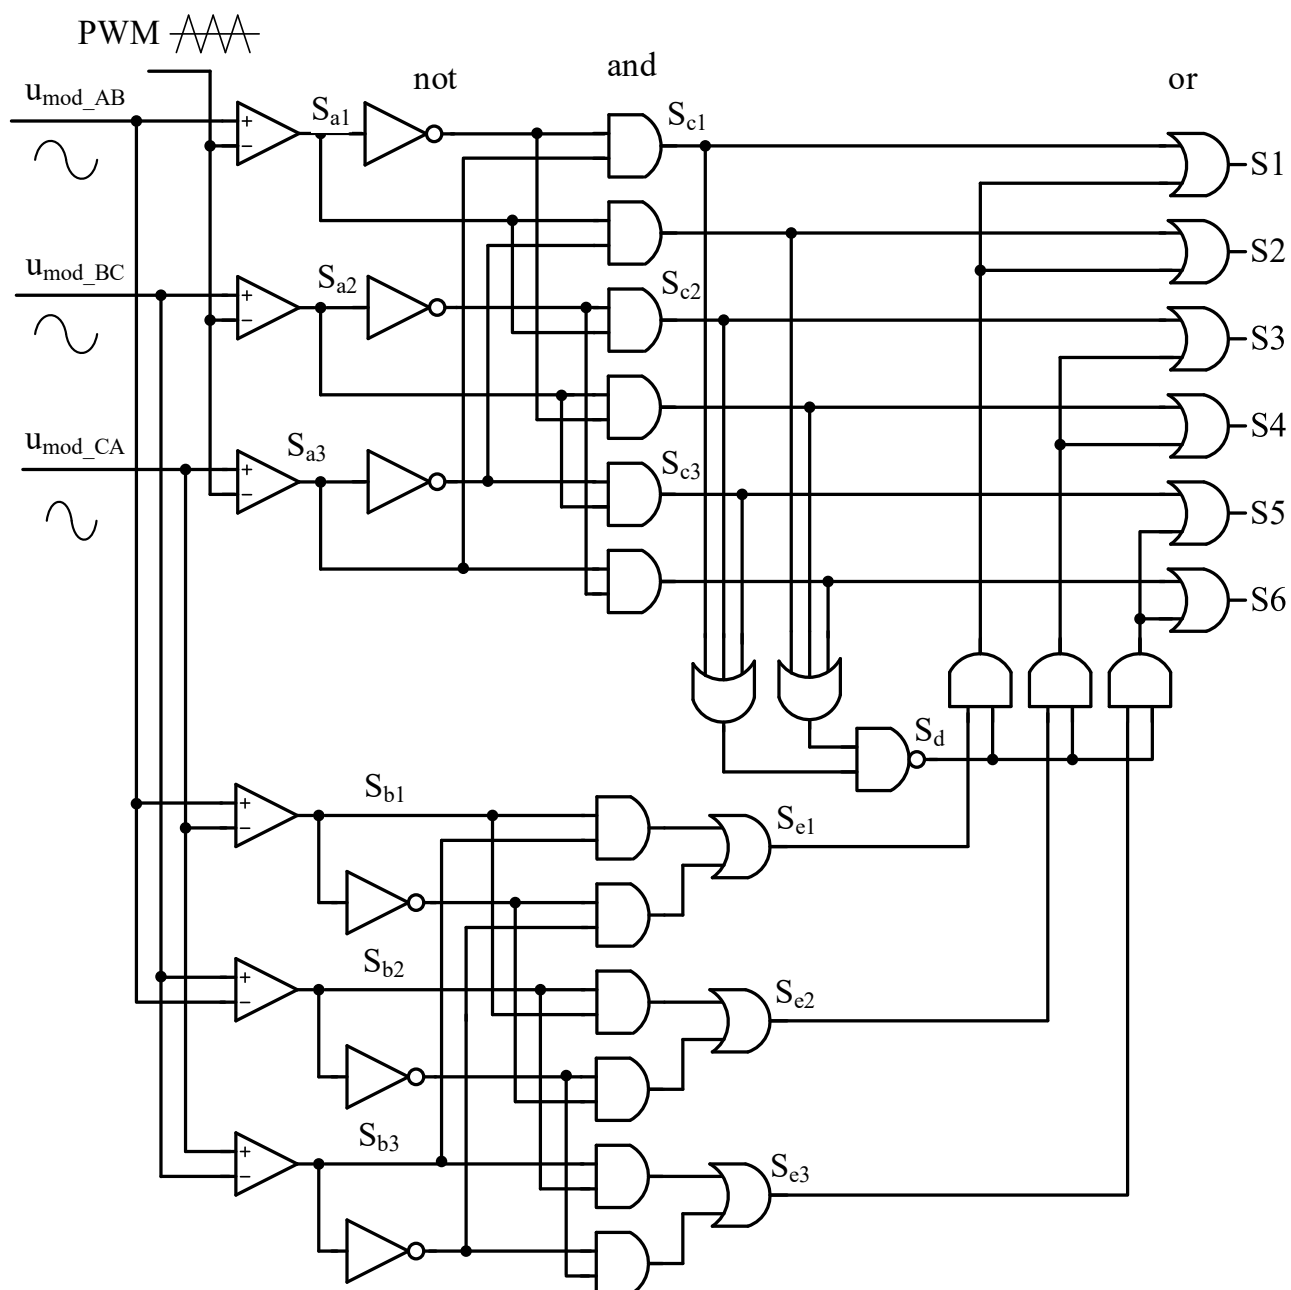 PWM
not
and
or
u_mod_AB
S_a1
S_c1
+
−
S1
S2
u_mod_BC
S_a2
S_c2
+
−
S3
S4
u_mod_CA
S_a3
S_c3
+
−
S5
S6
S_d
S_b1
S_e1
+
−
S_b2
S_e2
+
−
S_b3
S_e3
+
−